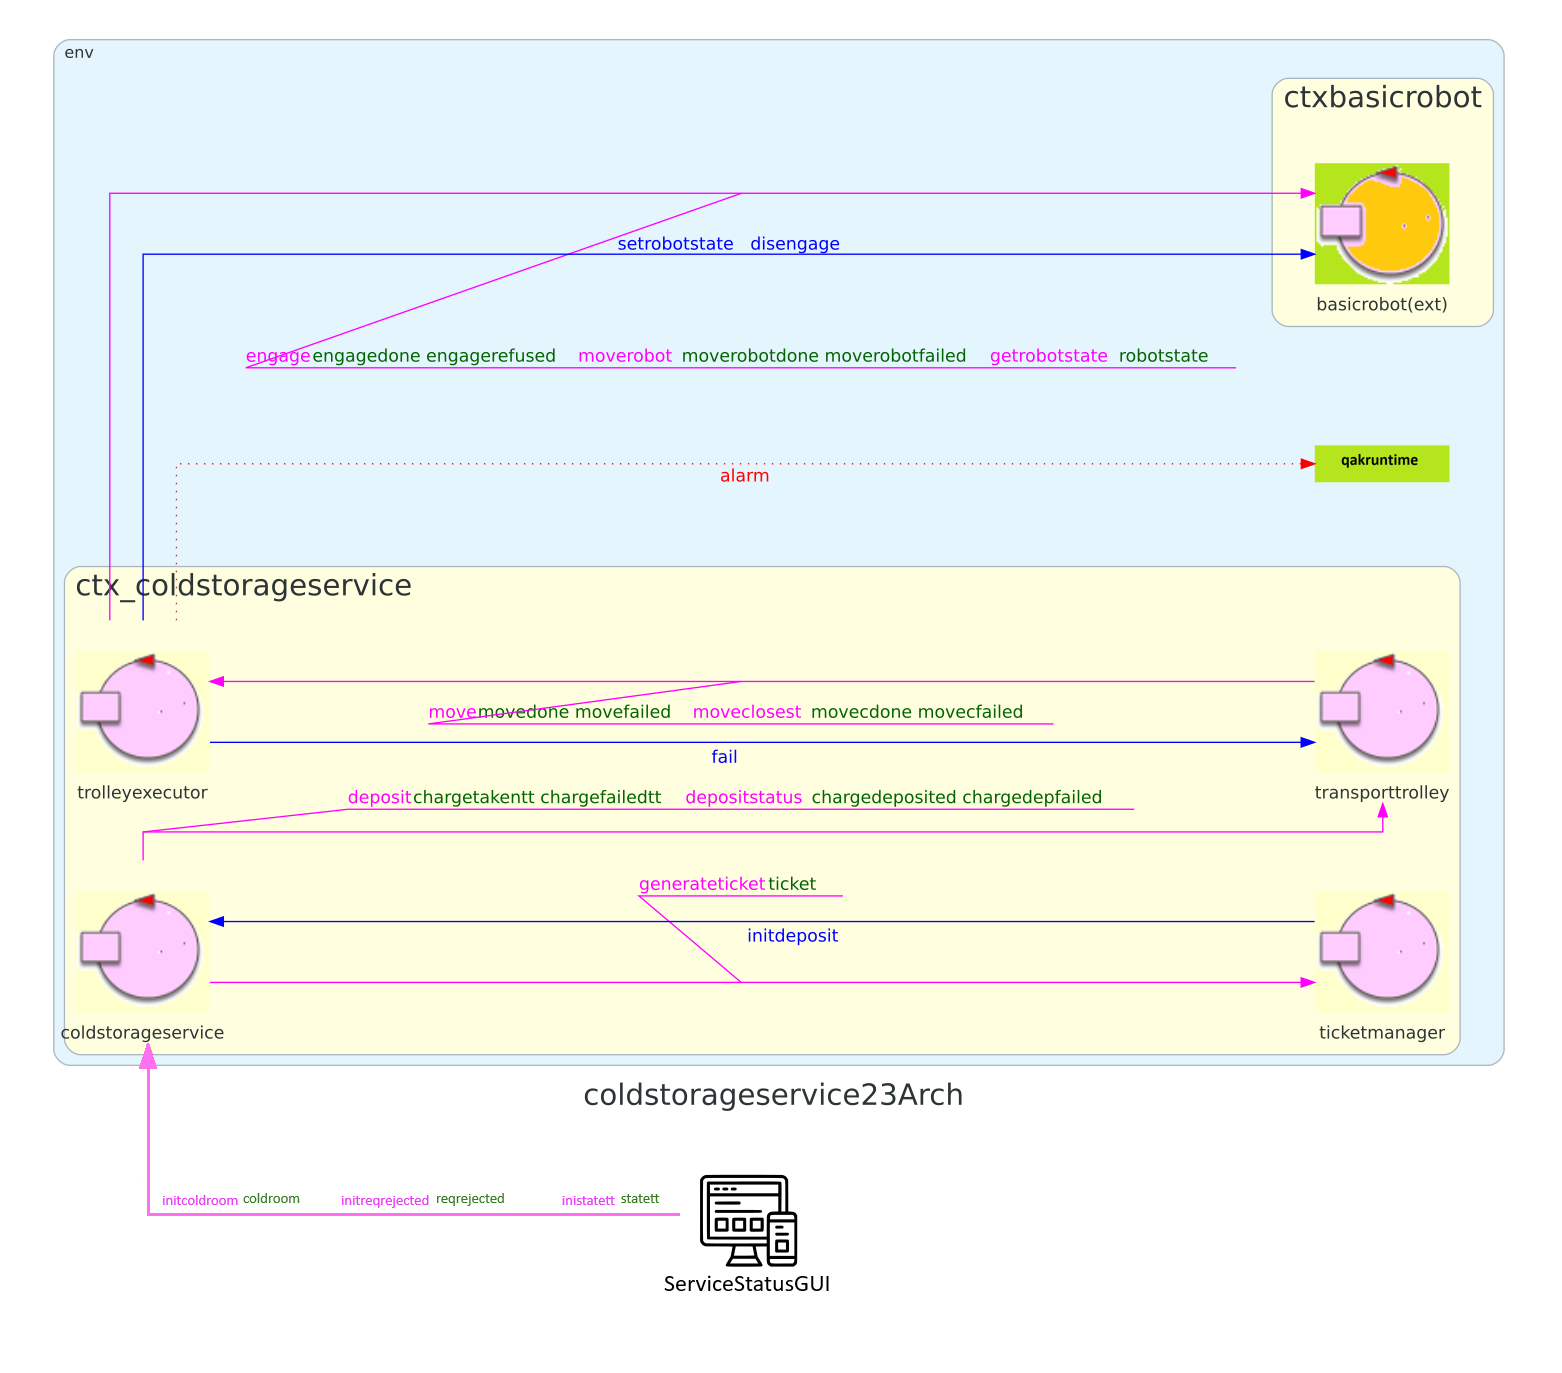 env
ctxbasicrobot
setrobotstate disengage
basicrobot(ext)
engage engagedone engagerefused moverobot moverobotdone moverobotfailed getrobotstate robotstate
qakruntime
alarm
ctx_coldstorageservice
move movedone movefailed moveclosest movecdone movecfailed
fail
trolleyexecutor
transporttrolley
deposit chargetakentt chargefailedtt depositstatus chargedeposited chargedepfailed
generateticket ticket
initdeposit
coldstorageservice
ticketmanager
coldstorageservice23Arch
initcoldroom coldroom initreqrejected reqrejected inistatett statett
ServiceStatusGUI